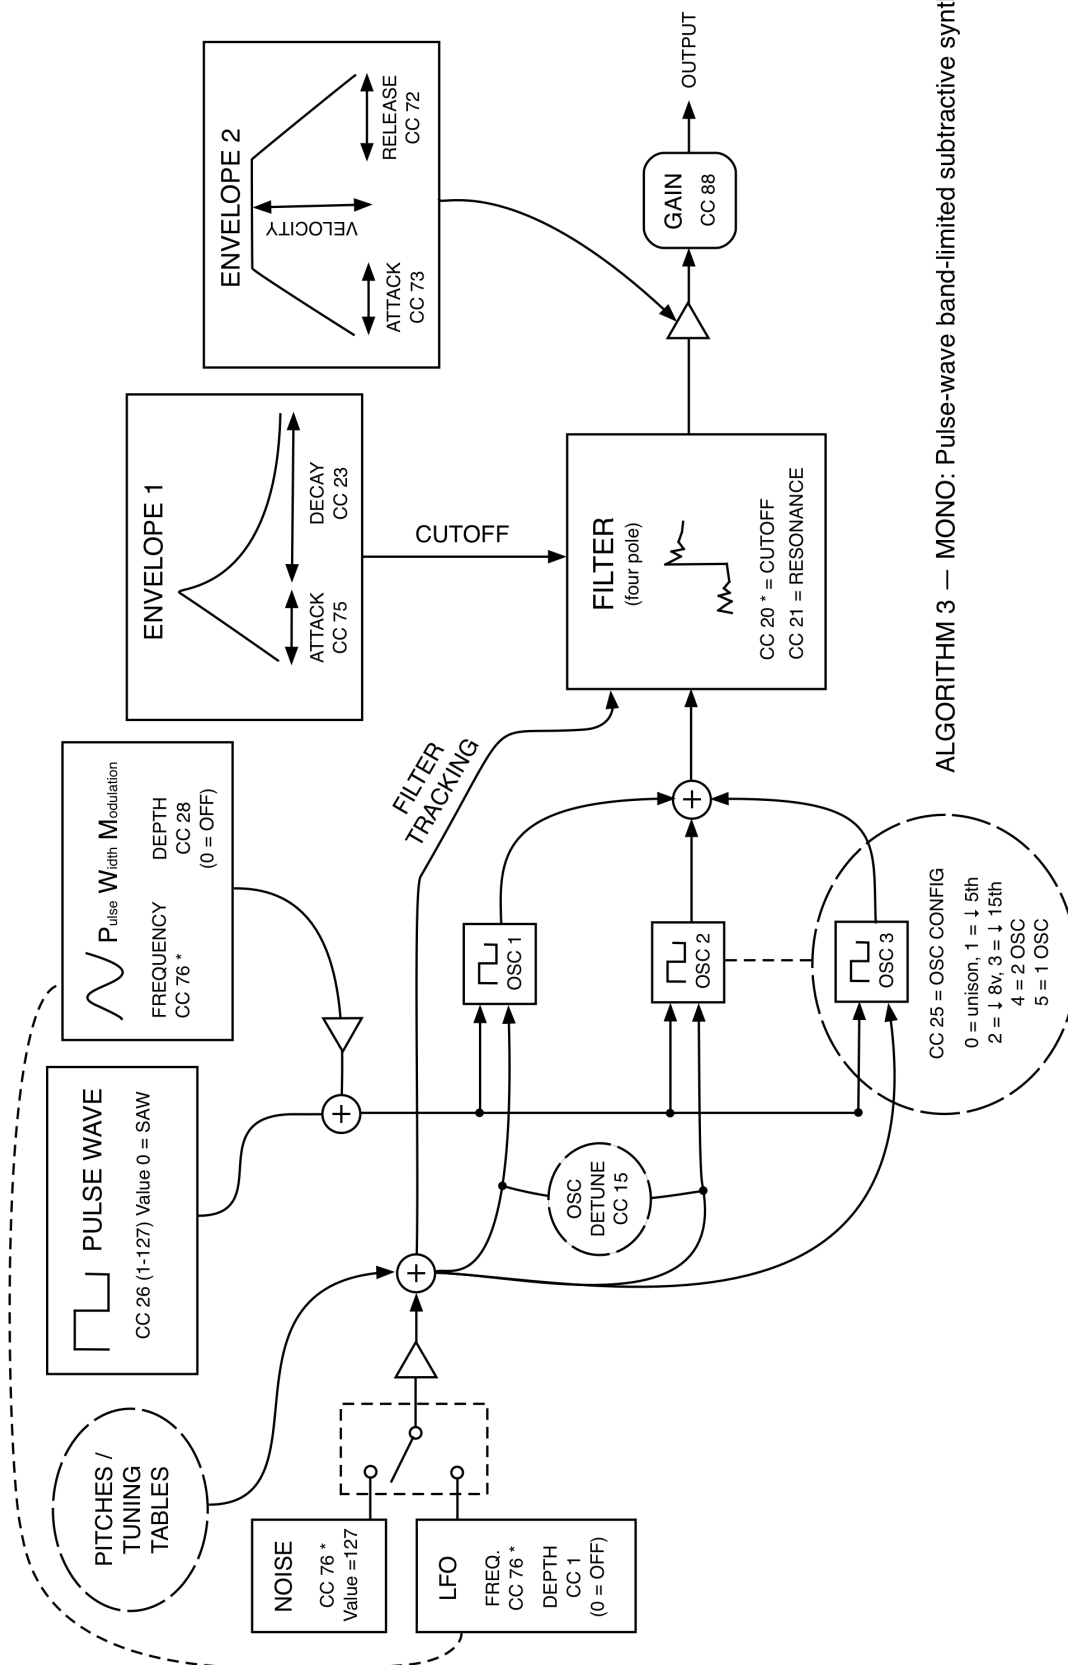 PITCHES /
TUNING
TABLES
PULSE WAVE
CC 26 (1-127) Value 0 = SAW
Pulse Width Modulation
FREQUENCY
CC 76 *
DEPTH
CC 28
(0 = OFF)
ENVELOPE 1
ATTACK
CC 75
DECAY
CC 23
ENVELOPE 2
VELOCITY
ATTACK
CC 73
RELEASE
CC 72
NOISE
CC 76 *
Value =127
LFO
FREQ.
CC 76 *
DEPTH
CC 1
(0 = OFF)
+
+
FILTER
TRACKING
CUTOFF
OSC
DETUNE
CC 15
OSC 1
OSC 2
OSC 3
+
FILTER
(four pole)
CC 20 * = CUTOFF
CC 21 = RESONANCE
GAIN
CC 88
OUTPUT
CC 25 = OSC CONFIG
0 = unison, 1 = ↓ 5th
2 = ↓ 8v, 3 = ↓ 15th
4 = 2 OSC
5 = 1 OSC
ALGORITHM 3 — MONO: Pulse-wave band-limited subtractive synt